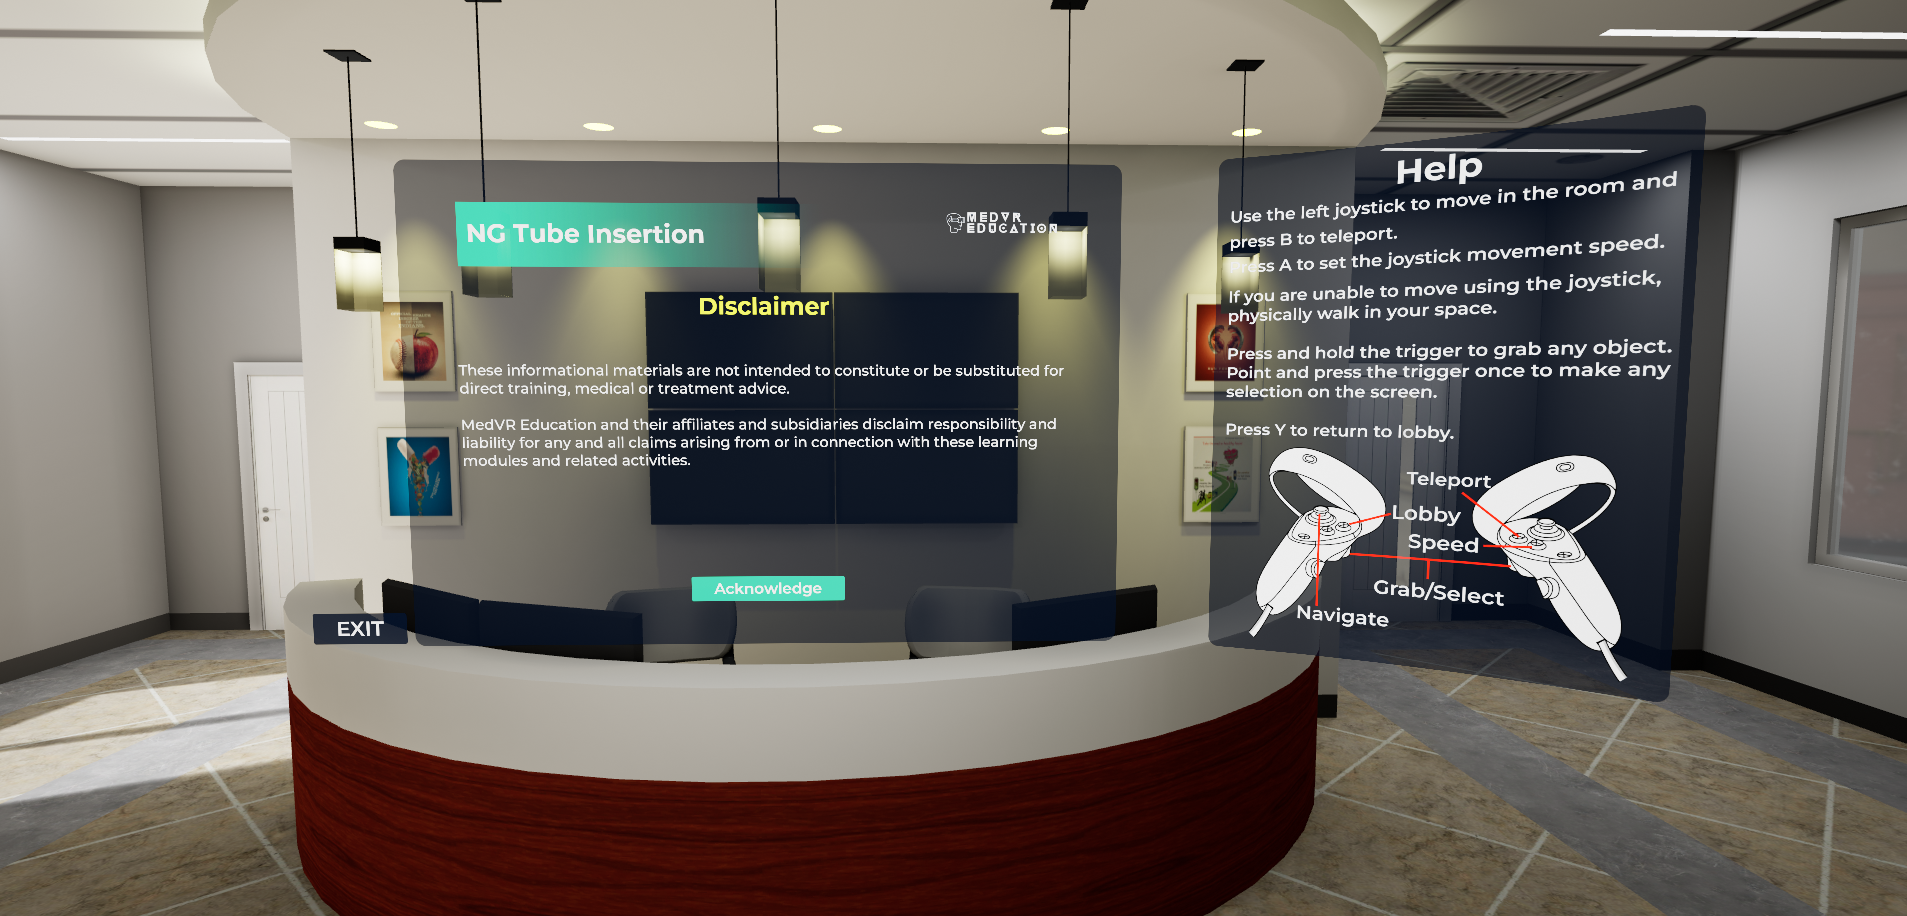 NG Tube Insertion
MEDVR
EDUCATION
Disclaimer
These informational materials are not intended to constitute or be substituted for
direct training, medical or treatment advice.
MedVR Education and their affiliates and subsidiaries disclaim responsibility and
liability for any and all claims arising from or in connection with these learning
modules and related activities.
Acknowledge
EXIT
Help
Use the left joystick to move in the room and
press B to teleport.
Press A to set the joystick movement speed.
If you are unable to move using the joystick,
physically walk in your space.
Press and hold the trigger to grab any object.
Point and press the trigger once to make any
selection on the screen.
Press Y to return to lobby.
Teleport
Lobby
Speed
Grab/Select
Navigate